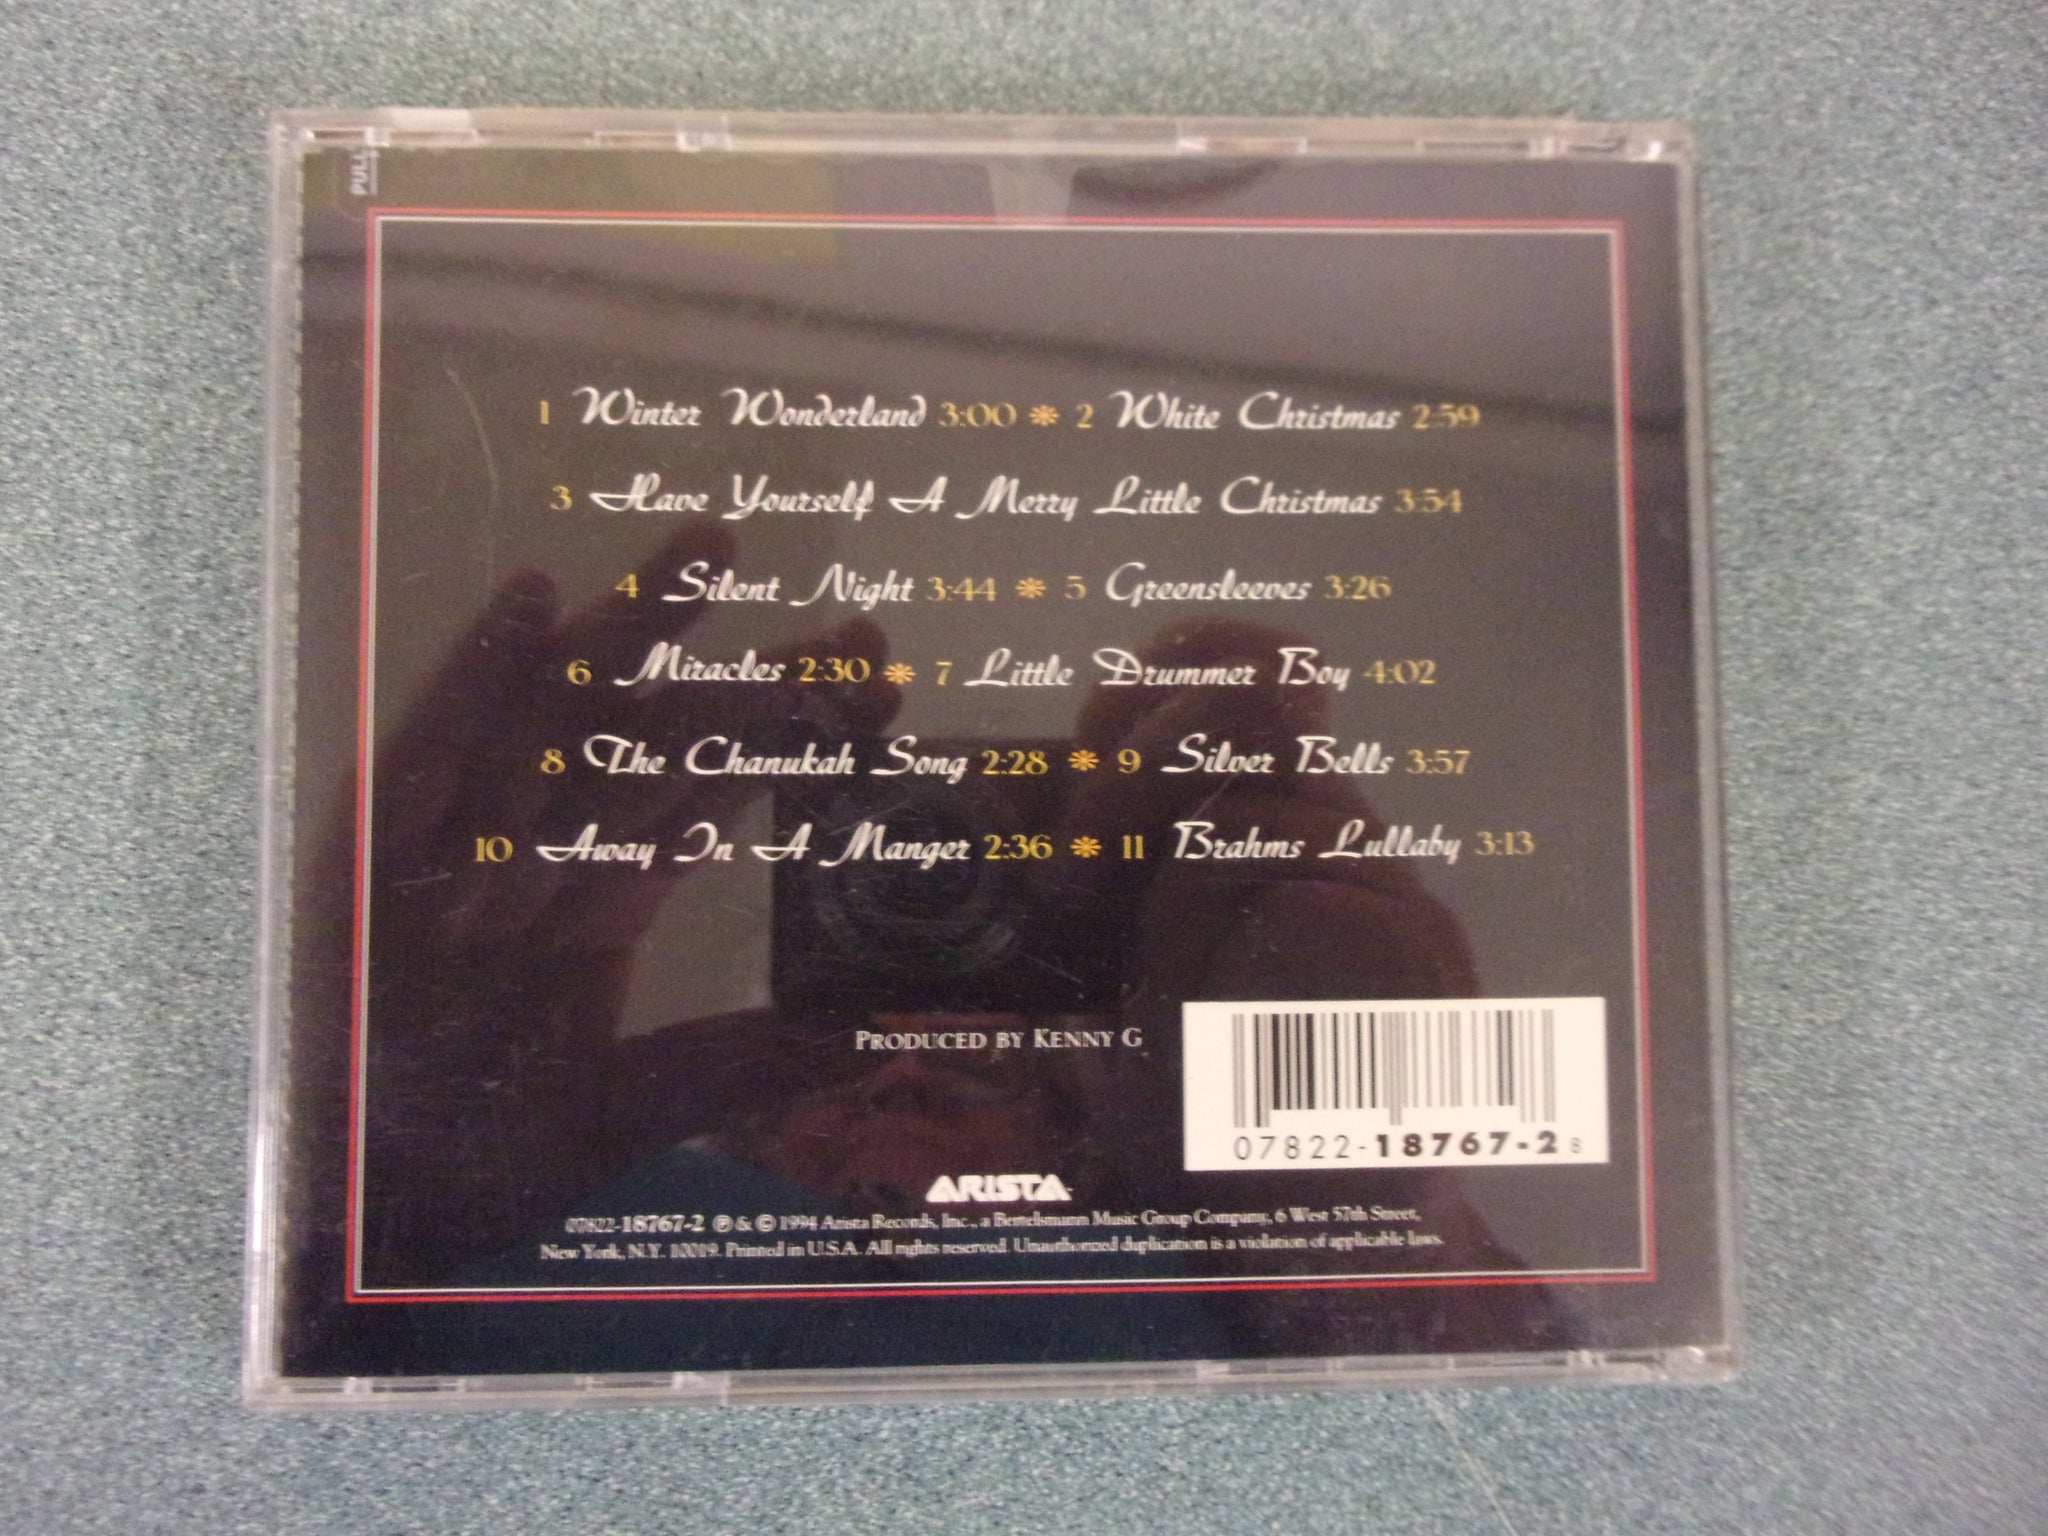 PULL
1 Winter Wonderland 3:00 * 2 White Christmas 2:59
3 Have Yourself A Merry Little Christmas 3:54
4 Silent Night 3:44 * 5 Greensleeves 3:26
6 Miracles 2:30 * 7 Little Drummer Boy 4:02
8 The Chanukah Song 2:28 * 9 Silver Bells 3:57
10 Away In A Manger 2:36 * 11 Brahms Lullaby 3:13
PRODUCED BY KENNY G
07822-18767-2 8
ARISTA
07822-18767-2 ℗ & © 1994 Arista Records, Inc., a Bertelsmann Music Group Company, 6 West 57th Street,
New York, N.Y. 10019. Printed in U.S.A. All rights reserved. Unauthorized duplication is a violation of applicable laws.